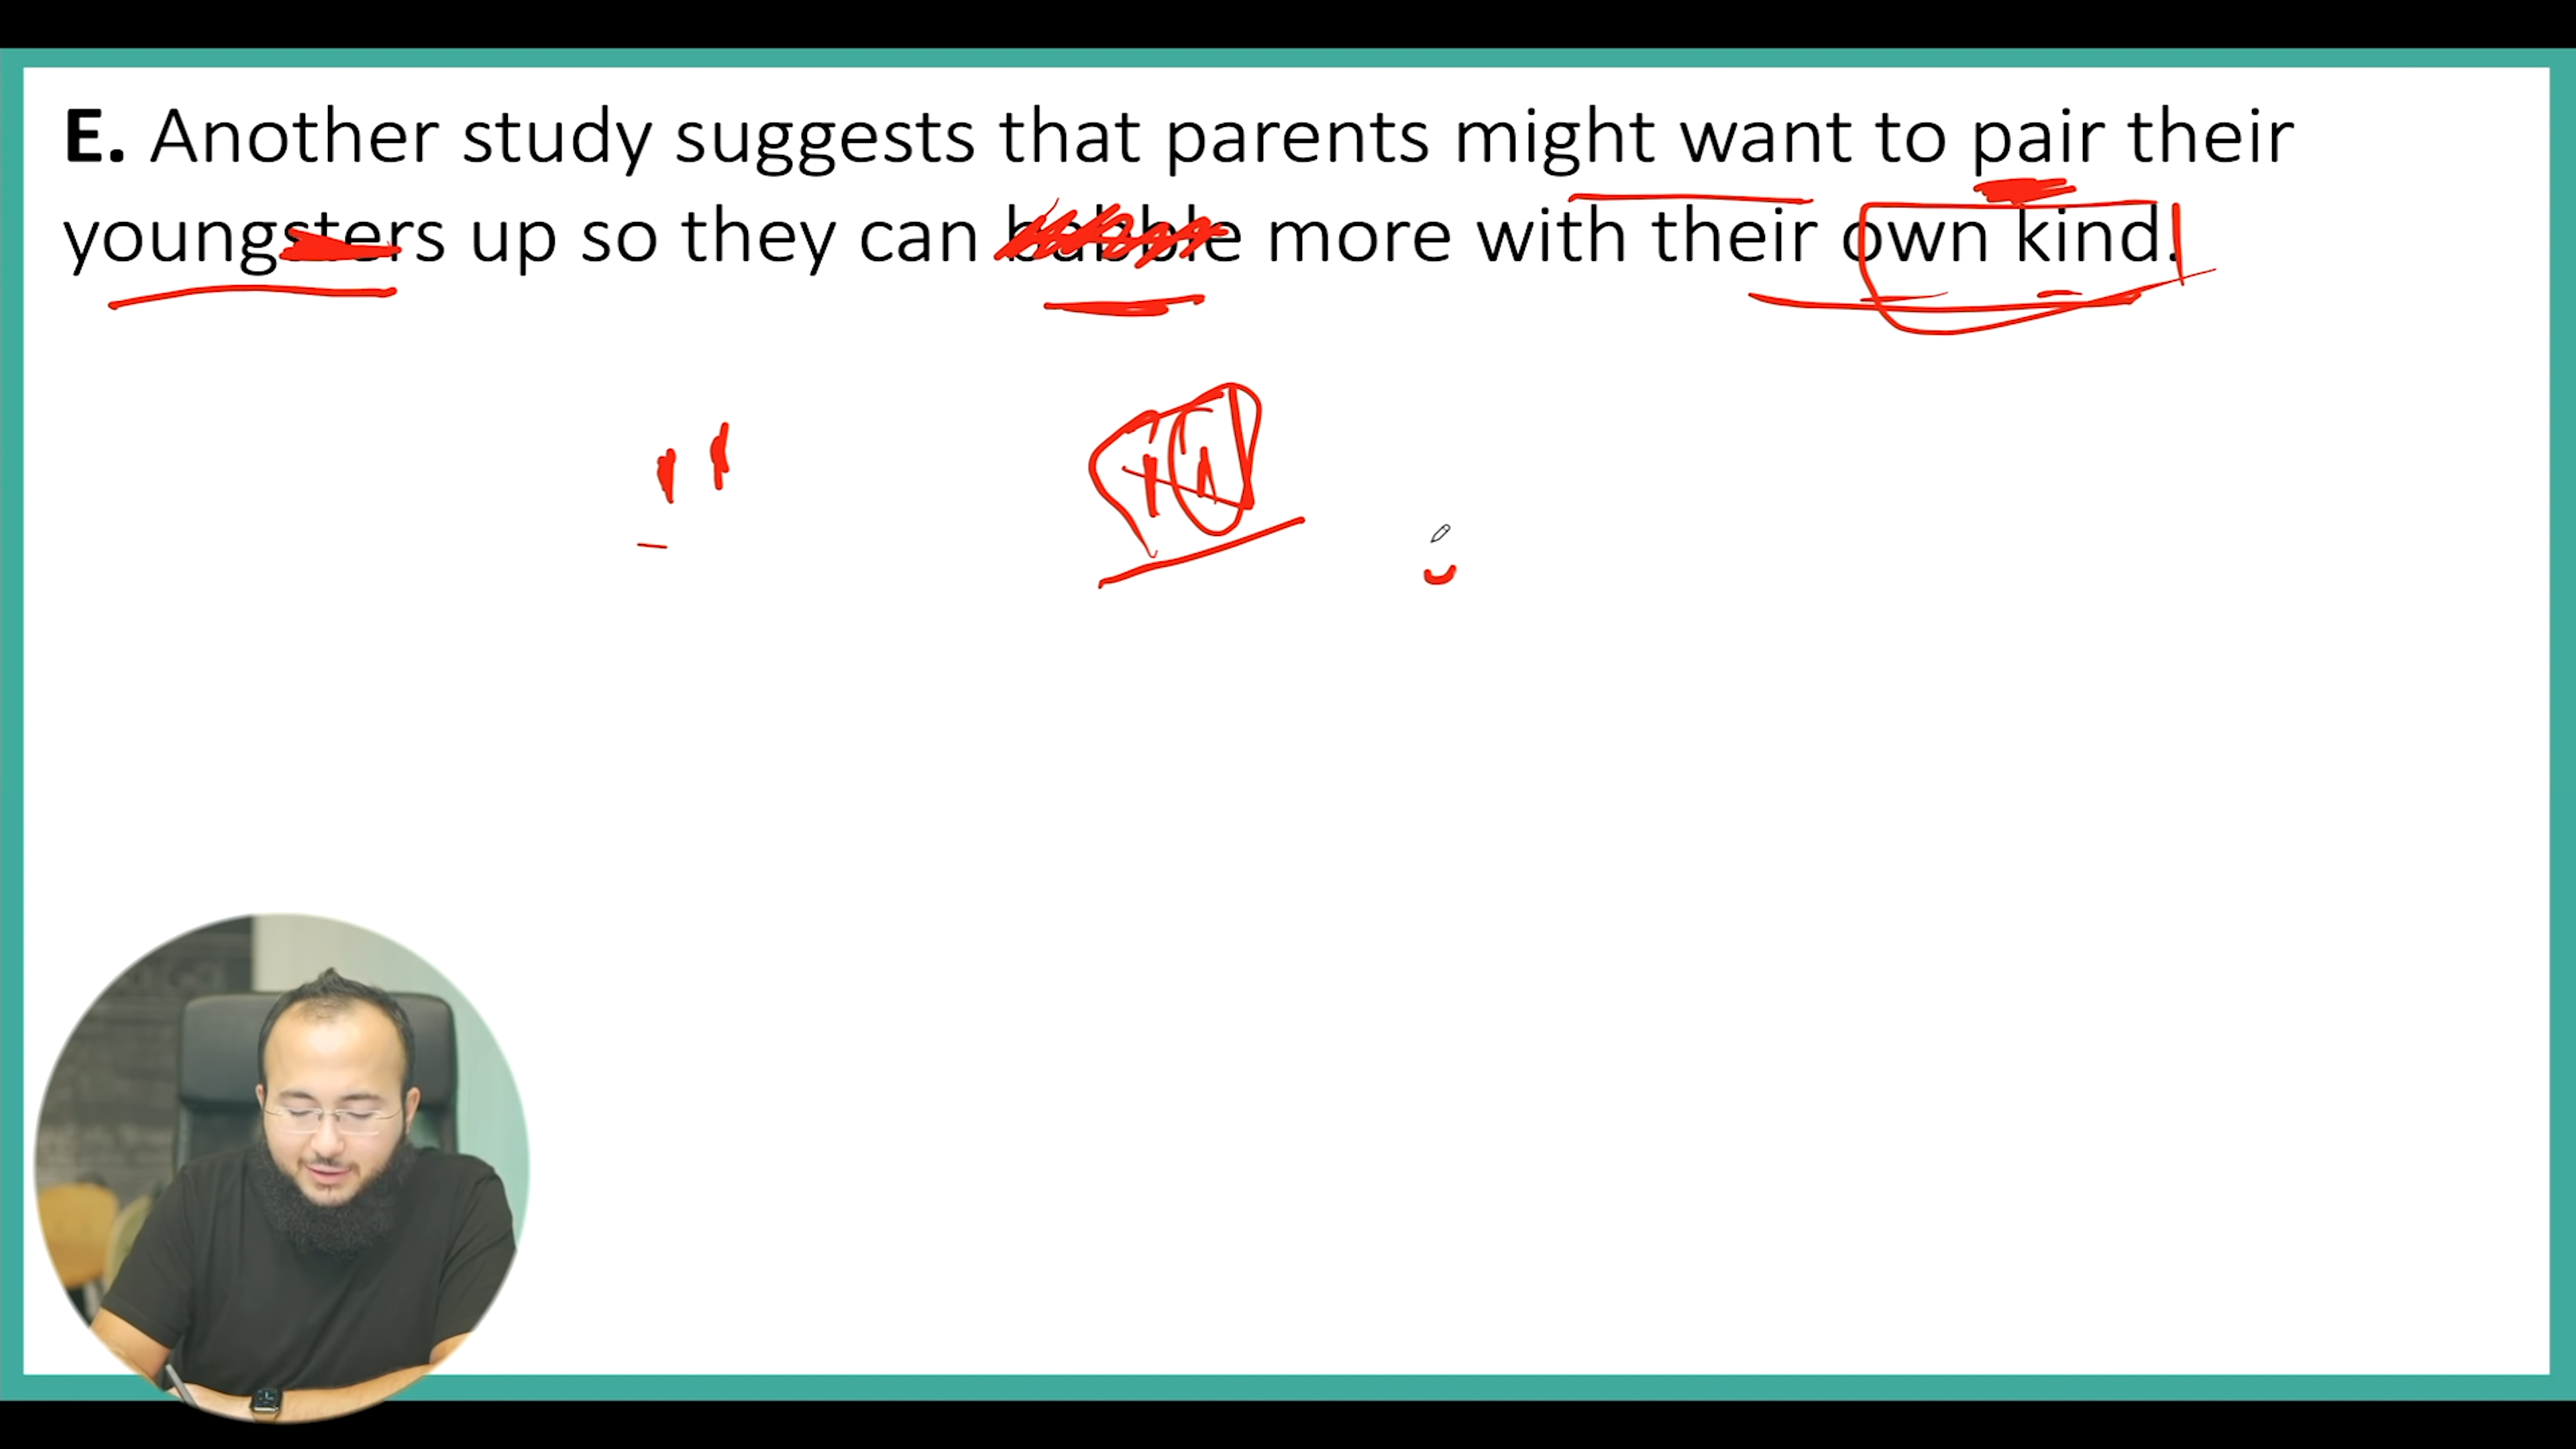 E. Another study suggests that parents might want to pair their
youngsters up so they can babble more with their own kind.